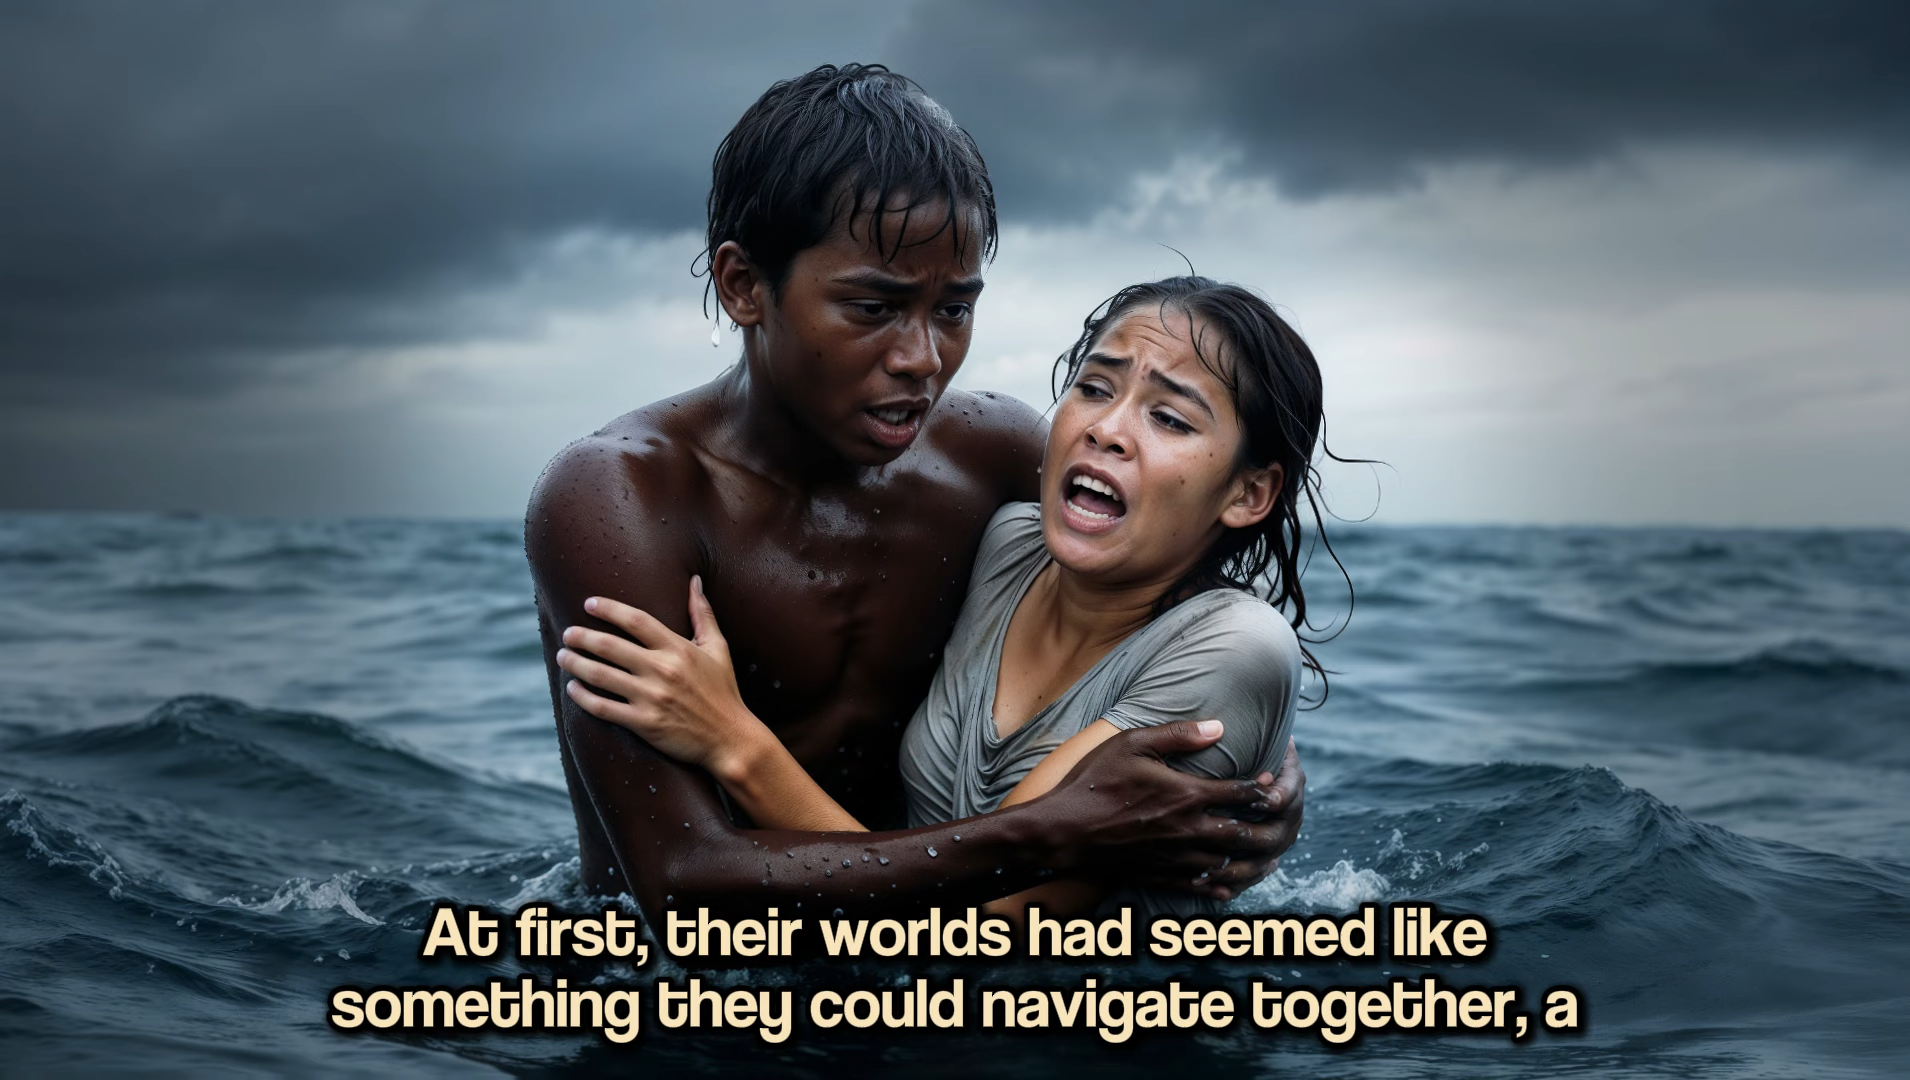 At first, their worlds had seemed like
something they could navigate together, a